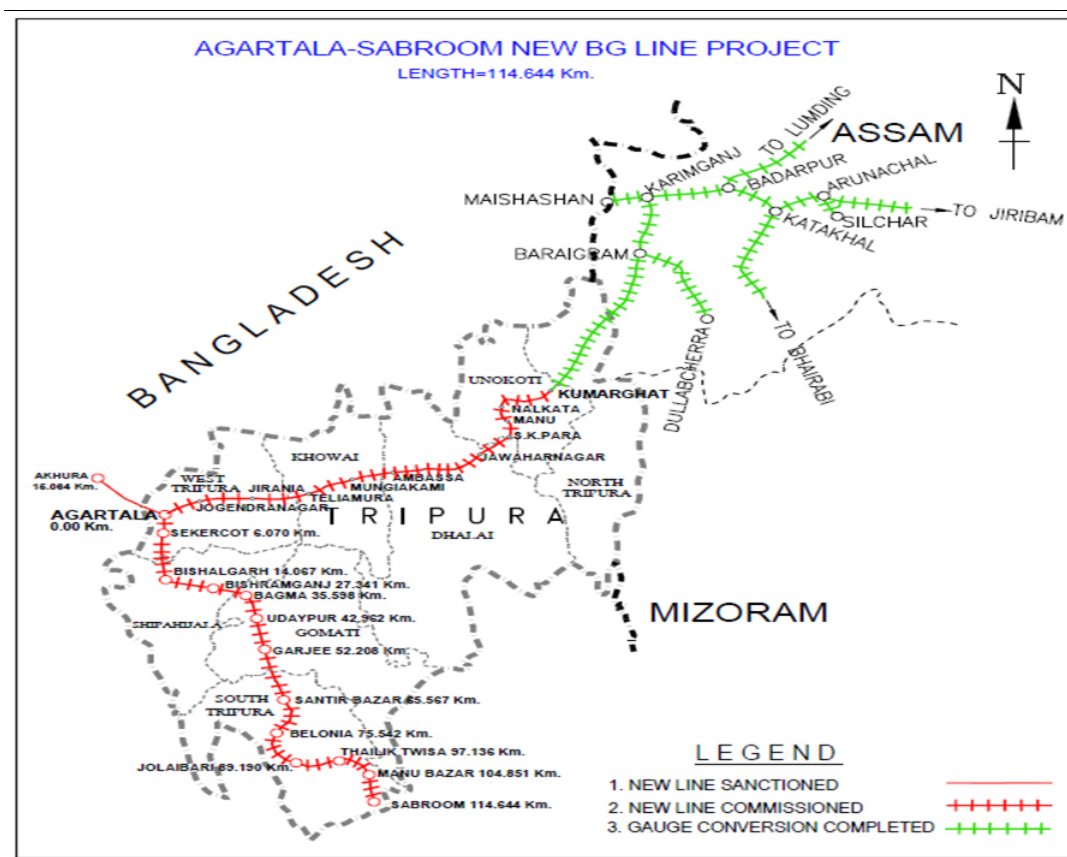 AGARTALA-SABROOM NEW BG LINE PROJECT
LENGTH=114.644 Km.
N
ASSAM
TO LUMDING
KARIMGANJ
BADARPUR
ARUNACHAL
MAISHASHAN
SILCHAR
TO JIRIBAM
KATAKHAL
BARAIGRAM
BANGLADESH
DULLABCHERRA
TO BHAIRABI
UNOKOTI
KUMARGHAT
NALKATA
MANU
S.K.PARA
JAWAHARNAGAR
KHOWAI
AMBASSA
MUNGIAKAMI
NORTH
TRIPURA
AKHURA
15.064 Km.
WEST
TRIPURA
JIRANIA
TELIAMURA
JOGENDRANAGAR
AGARTALA
0.00 Km.
TRIPURA
DHALAI
SEKERCOT 6.070 Km.
BISHALGARH 14.067 Km.
BISHRAMGANJ 27.341 Km.
BAGMA 35.598 Km.
SHIPAHIJALA
UDAYPUR 42.962 Km.
GOMATI
MIZORAM
GARJEE 52.208 Km.
SOUTH
TRIPURA
SANTIR BAZAR 65.567 Km.
BELONIA 75.542 Km.
THAILIK TWISA 97.136 Km.
JOLAIBARI 89.190 Km.
MANU BAZAR 104.851 Km.
SABROOM 114.644 Km.
LEGEND
1. NEW LINE SANCTIONED
2. NEW LINE COMMISSIONED
3. GAUGE CONVERSION COMPLETED